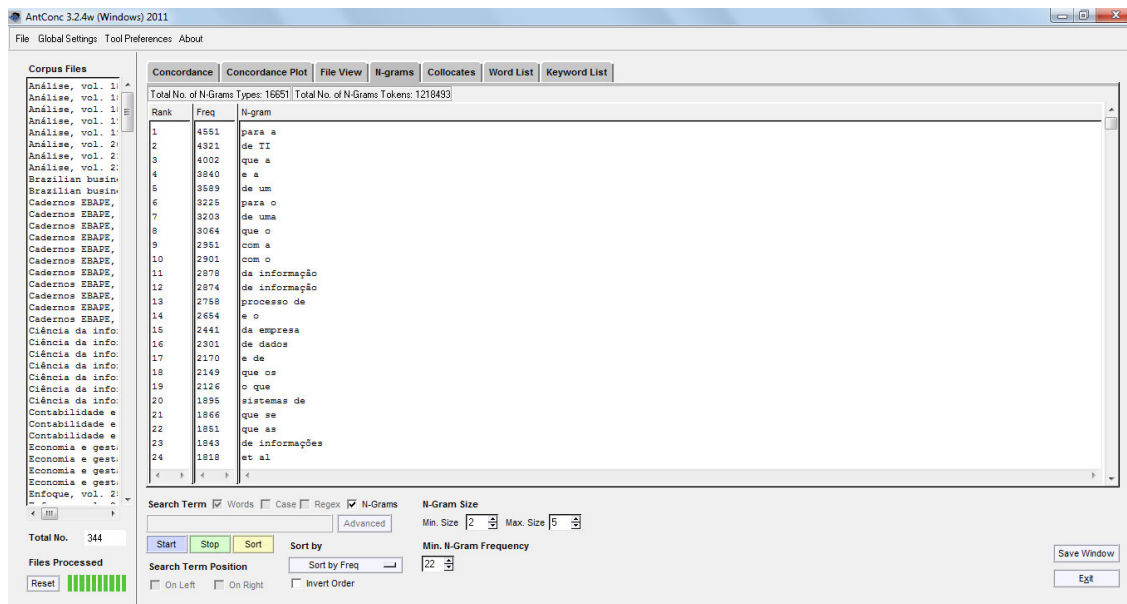 AntConc 3.2.4w (Windows) 2011
File Global Settings Tool Preferences About
Corpus Files
Análise, vol. 1
Análise, vol. 1
Análise, vol. 1
Análise, vol. 1
Análise, vol. 1
Análise, vol. 2
Análise, vol. 2
Análise, vol. 2
Brazilian busin
Brazilian busin
Cadernos EBAPE,
Cadernos EBAPE,
Cadernos EBAPE,
Cadernos EBAPE,
Cadernos EBAPE,
Cadernos EBAPE,
Cadernos EBAPE,
Cadernos EBAPE,
Cadernos EBAPE,
Cadernos EBAPE,
Cadernos EBAPE,
Ciência da info
Ciência da info
Ciência da info
Ciência da info
Ciência da info
Ciência da info
Ciência da info
Contabilidade e
Contabilidade e
Contabilidade e
Economia e gest
Economia e gest
Economia e gest
Economia e gest
Enfoque, vol. 2
Total No. 344
Files Processed
Reset
Concordance Concordance Plot File View N-grams Collocates Word List Keyword List
Total No. of N-Grams Types: 16651 Total No. of N-Grams Tokens: 1218493
Rank Freq N-gram
1 4551 para a
2 4321 de TI
3 4002 que a
4 3840 e a
5 3589 de um
6 3225 para o
7 3203 de uma
8 3064 que o
9 2951 com a
10 2901 com o
11 2878 da informação
12 2874 de informação
13 2758 processo de
14 2654 e o
15 2441 da empresa
16 2301 de dados
17 2170 e de
18 2149 que os
19 2126 o que
20 1895 sistemas de
21 1866 que se
22 1851 que as
23 1843 de informações
24 1818 et al
Search Term Words Case Regex N-Grams
Advanced
Start Stop Sort
Search Term Position
On Left On Right
Sort by
Sort by Freq
Invert Order
N-Gram Size
Min. Size 2 Max. Size 5
Min. N-Gram Frequency
22
Save Window
Exit